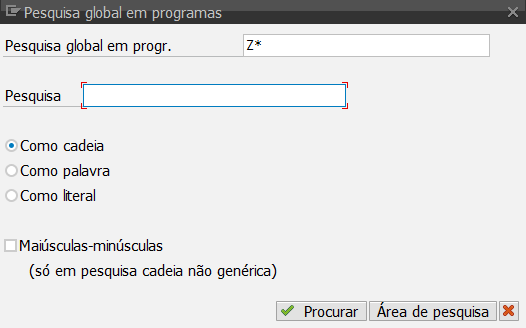 Pesquisa global em programas
Pesquisa global em progr. Z*
Pesquisa
Como cadeia
Como palavra
Como literal
Maiúsculas-minúsculas
(só em pesquisa cadeia não genérica)
Procurar Área de pesquisa